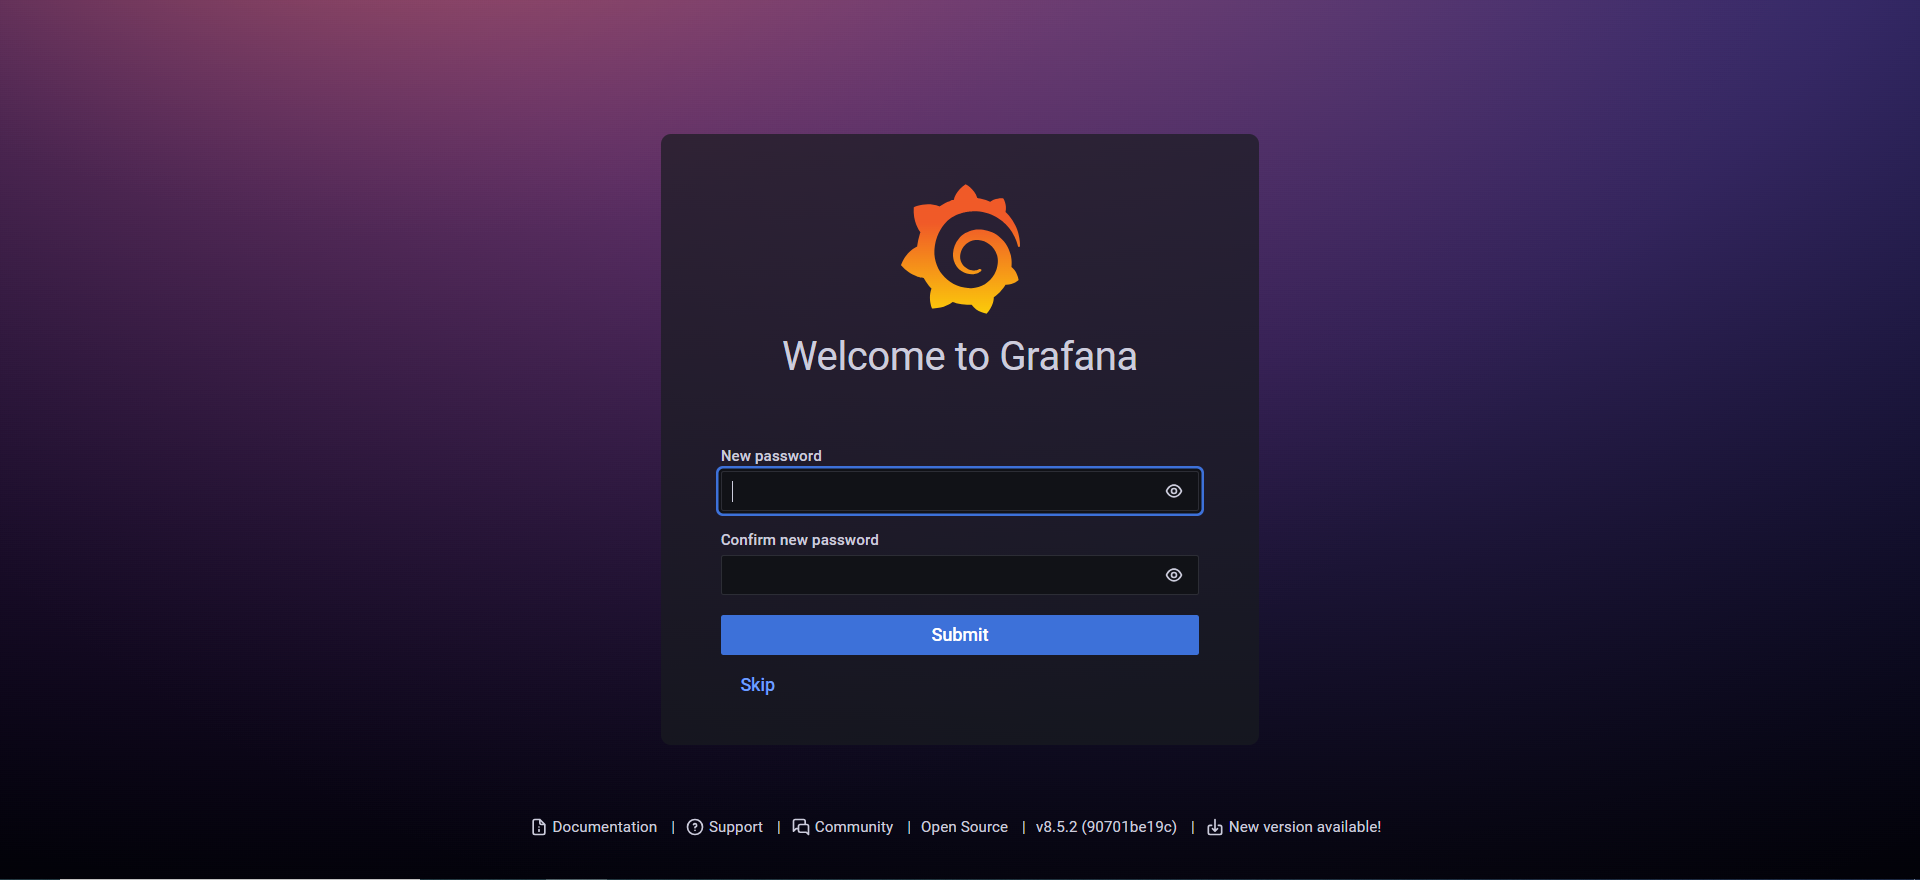 Welcome to Grafana
New password
Confirm new password
Submit
Skip
Documentation | Support | Community | Open Source | v8.5.2 (90701be19c) | New version available!